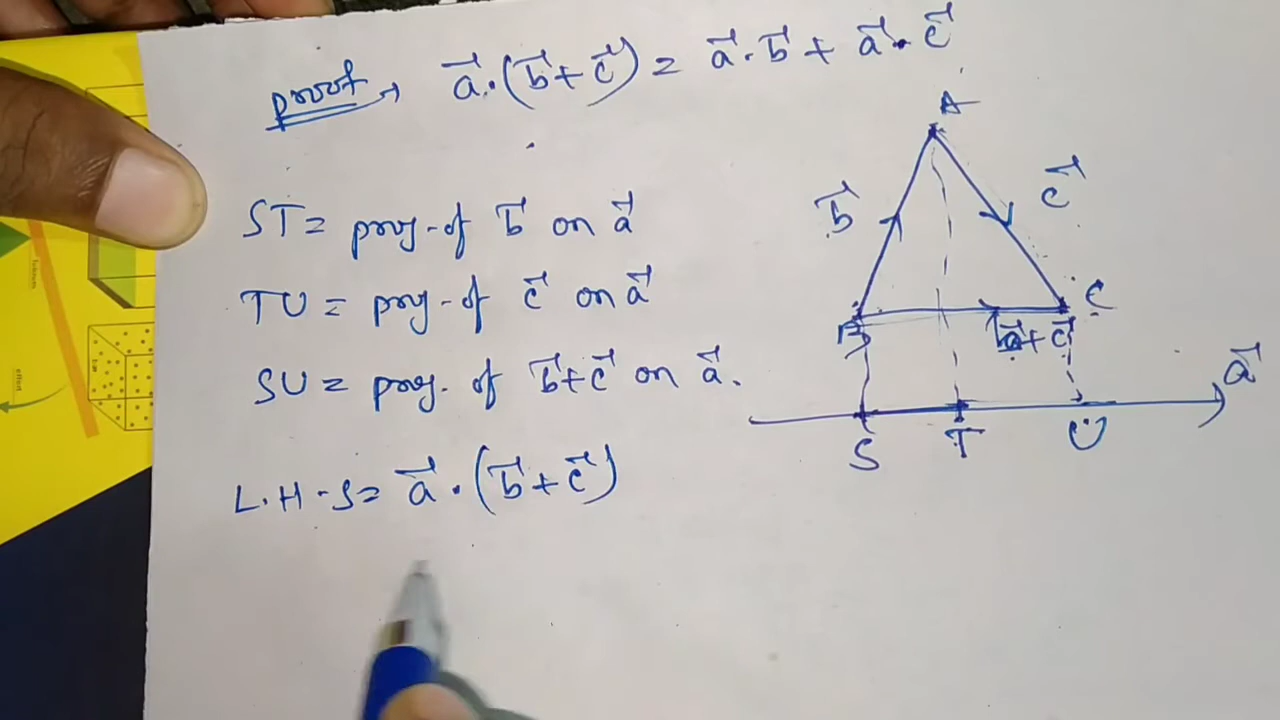 proof → a⃗.(b⃗+c⃗) = a⃗.b⃗ + a⃗.c⃗
ST = proj-of b⃗ on a⃗
TU = proj-of c⃗ on a⃗
SU = proj. of b⃗+c⃗ on a⃗.
L.H-S = a⃗.(b⃗+c⃗)
A
b⃗
c⃗
B
C
b⃗+c⃗
a⃗
S T U